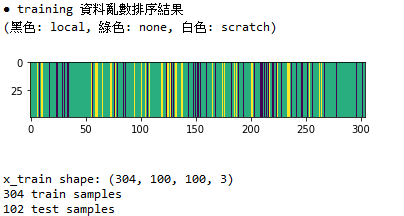 ● training 資料亂數排序結果
(黑色: local, 綠色: none, 白色: scratch)
0
25
0 50 100 150 200 250 300
x_train shape: (304, 100, 100, 3)
304 train samples
102 test samples